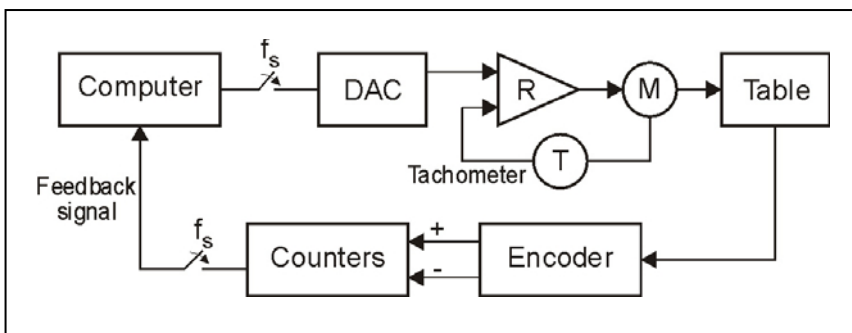 Computer
fs
DAC
R
M
Table
Tachometer
T
Feedback
signal
fs
Counters
+
-
Encoder